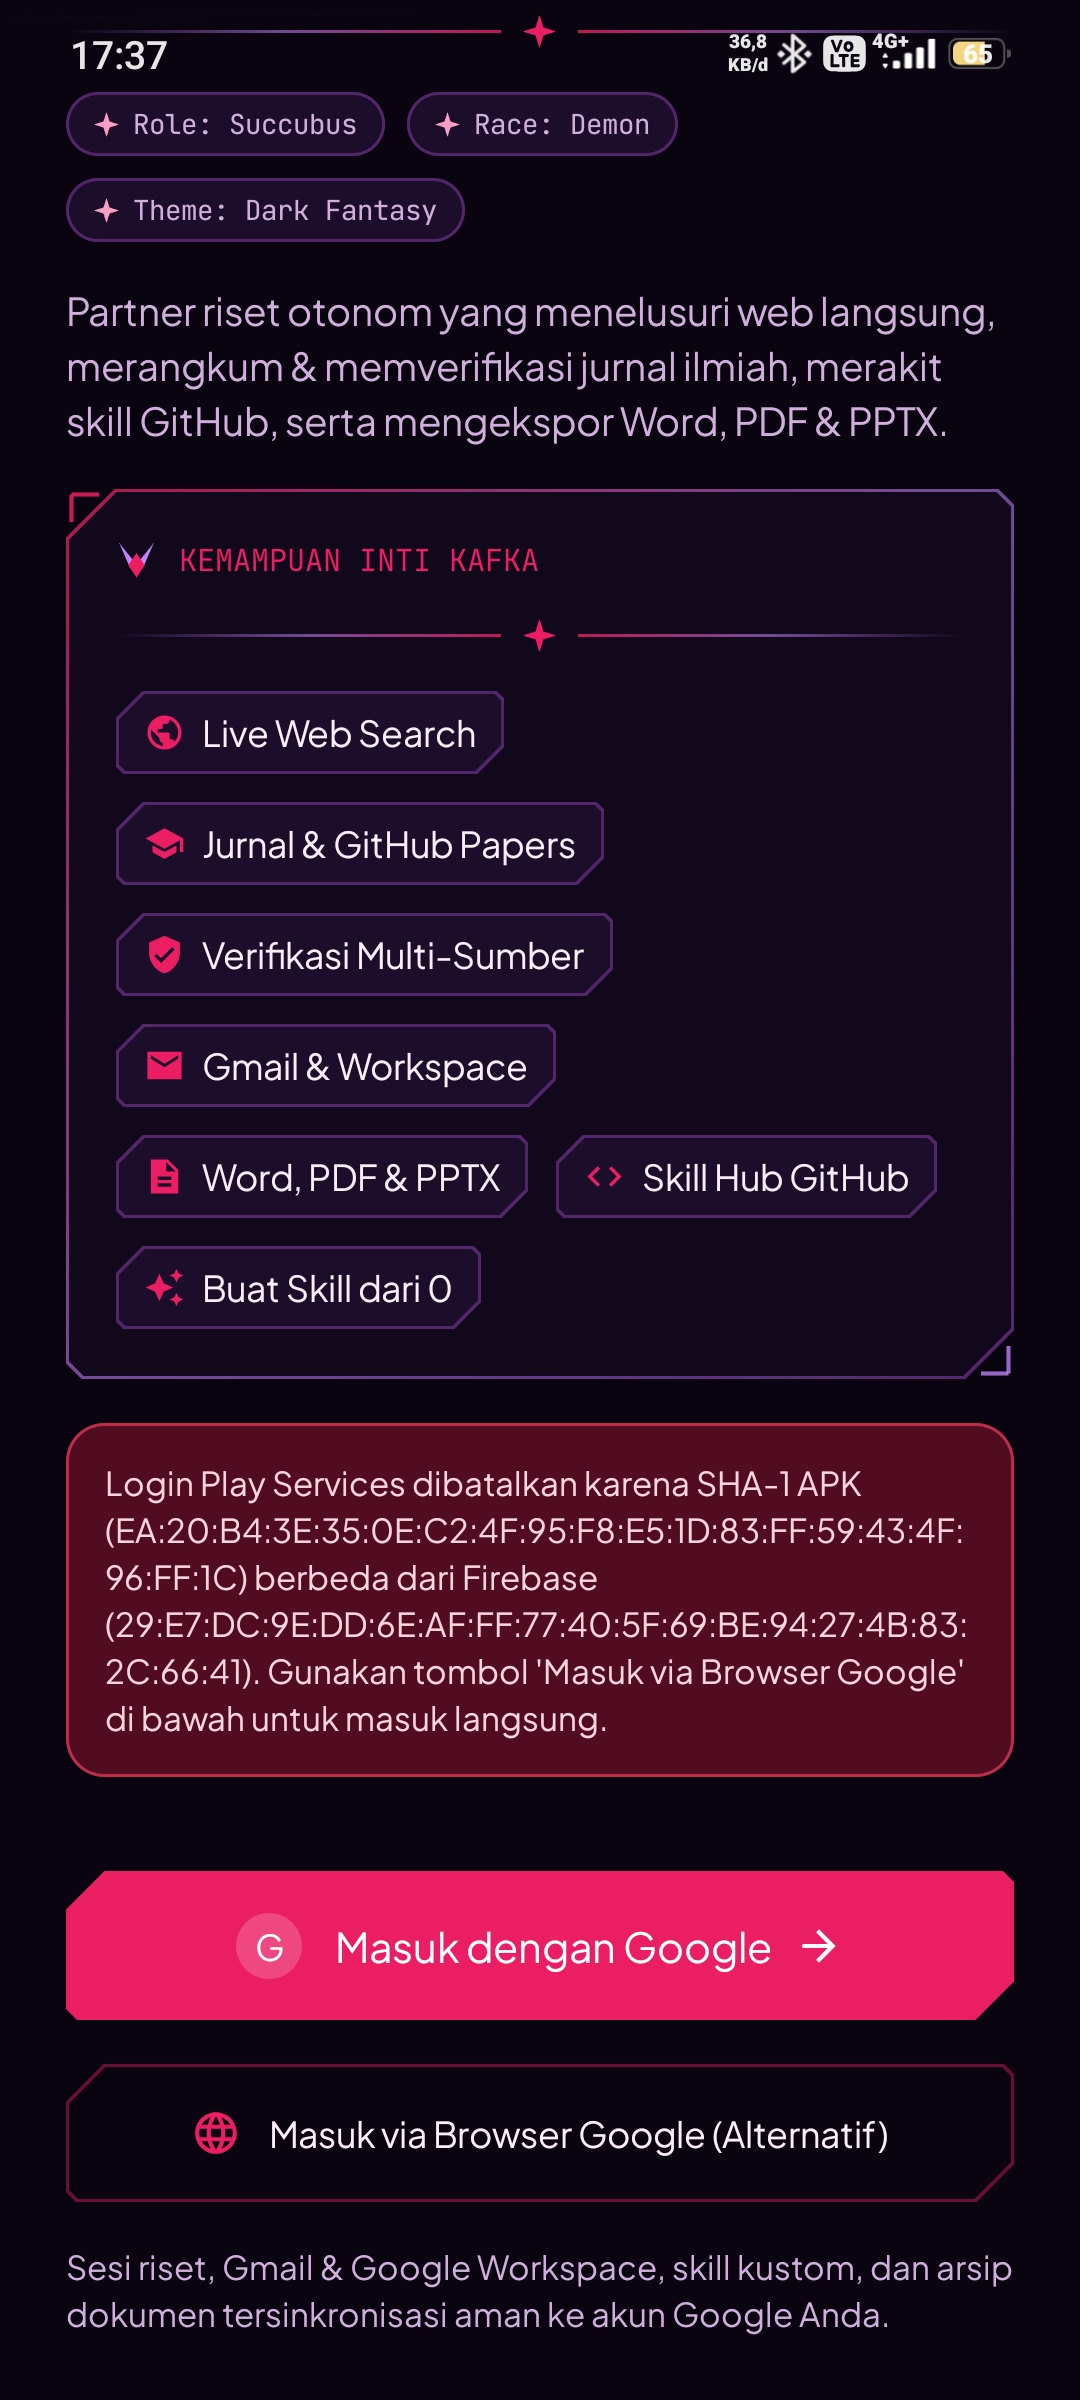 17:37
36,8
KB/d
Vo
LTE
4G+
65
Role: Succubus
Race: Demon
Theme: Dark Fantasy
Partner riset otonom yang menelusuri web langsung,
merangkum & memverifikasi jurnal ilmiah, merakit
skill GitHub, serta mengekspor Word, PDF & PPTX.
KEMAMPUAN INTI KAFKA
Live Web Search
Jurnal & GitHub Papers
Verifikasi Multi-Sumber
Gmail & Workspace
Word, PDF & PPTX
Skill Hub GitHub
Buat Skill dari 0
Login Play Services dibatalkan karena SHA-1 APK
(EA:20:B4:3E:35:0E:C2:4F:95:F8:E5:1D:83:FF:59:43:4F:
96:FF:1C) berbeda dari Firebase
(29:E7:DC:9E:DD:6E:AF:FF:77:40:5F:69:BE:94:27:4B:83:
2C:66:41). Gunakan tombol 'Masuk via Browser Google'
di bawah untuk masuk langsung.
G Masuk dengan Google
Masuk via Browser Google (Alternatif)
Sesi riset, Gmail & Google Workspace, skill kustom, dan arsip
dokumen tersinkronisasi aman ke akun Google Anda.